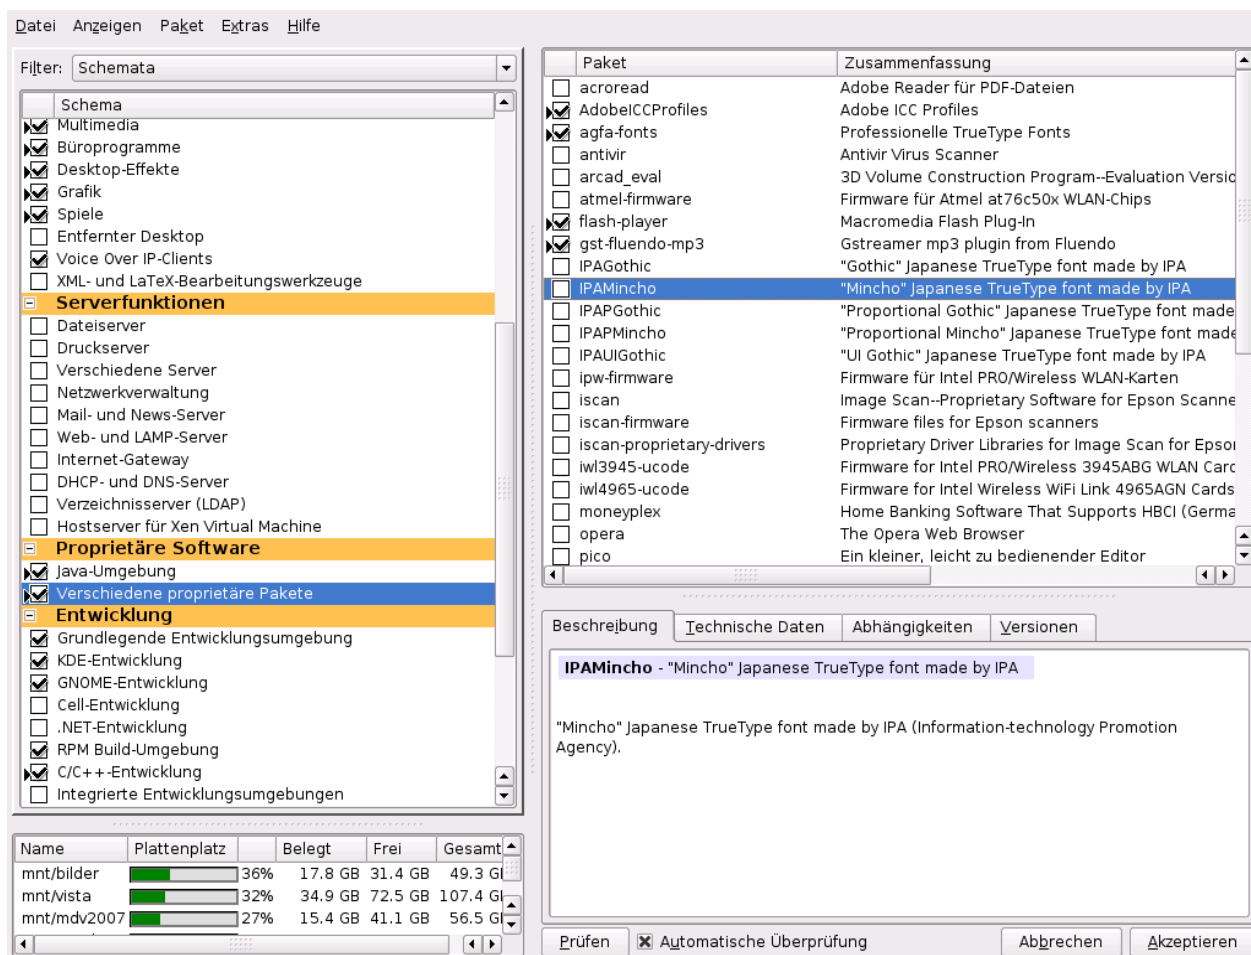 Datei Anzeigen Paket Extras Hilfe
Filter: Schemata
Schema
Multimedia
Büroprogramme
Desktop-Effekte
Grafik
Spiele
Entfernter Desktop
Voice Over IP-Clients
XML- und LaTeX-Bearbeitungswerkzeuge
Serverfunktionen
Dateiserver
Druckserver
Verschiedene Server
Netzwerkverwaltung
Mail- und News-Server
Web- und LAMP-Server
Internet-Gateway
DHCP- und DNS-Server
Verzeichnisserver (LDAP)
Hostserver für Xen Virtual Machine
Proprietäre Software
Java-Umgebung
Verschiedene proprietäre Pakete
Entwicklung
Grundlegende Entwicklungsumgebung
KDE-Entwicklung
GNOME-Entwicklung
Cell-Entwicklung
.NET-Entwicklung
RPM Build-Umgebung
C/C++-Entwicklung
Integrierte Entwicklungsumgebungen
Name Plattenplatz Belegt Frei Gesamt
mnt/bilder 36% 17.8 GB 31.4 GB 49.3 G
mnt/vista 32% 34.9 GB 72.5 GB 107.4 G
mnt/mdv2007 27% 15.4 GB 41.1 GB 56.5 G
Paket Zusammenfassung
acroread Adobe Reader für PDF-Dateien
AdobeICCProfiles Adobe ICC Profiles
agfa-fonts Professionelle TrueType Fonts
antivir Antivir Virus Scanner
arcad_eval 3D Volume Construction Program--Evaluation Versio
atmel-firmware Firmware für Atmel at76c50x WLAN-Chips
flash-player Macromedia Flash Plug-In
gst-fluendo-mp3 Gstreamer mp3 plugin from Fluendo
IPAGothic "Gothic" Japanese TrueType font made by IPA
IPAMincho "Mincho" Japanese TrueType font made by IPA
IPAPGothic "Proportional Gothic" Japanese TrueType font made
IPAPMincho "Proportional Mincho" Japanese TrueType font made
IPAUIGothic "UI Gothic" Japanese TrueType font made by IPA
ipw-firmware Firmware für Intel PRO/Wireless WLAN-Karten
iscan Image Scan--Proprietary Software for Epson Scanne
iscan-firmware Firmware files for Epson scanners
iscan-proprietary-drivers Proprietary Driver Libraries for Image Scan for Epso
iwl3945-ucode Firmware for Intel PRO/Wireless 3945ABG WLAN Card
iwl4965-ucode Firmware for Intel Wireless WiFi Link 4965AGN Cards
moneyplex Home Banking Software That Supports HBCI (Germa
opera The Opera Web Browser
pico Ein kleiner, leicht zu bedienender Editor
Beschreibung Technische Daten Abhängigkeiten Versionen
IPAMincho - "Mincho" Japanese TrueType font made by IPA
"Mincho" Japanese TrueType font made by IPA (Information-technology Promotion
Agency).
Prüfen Automatische Überprüfung Abbrechen Akzeptieren